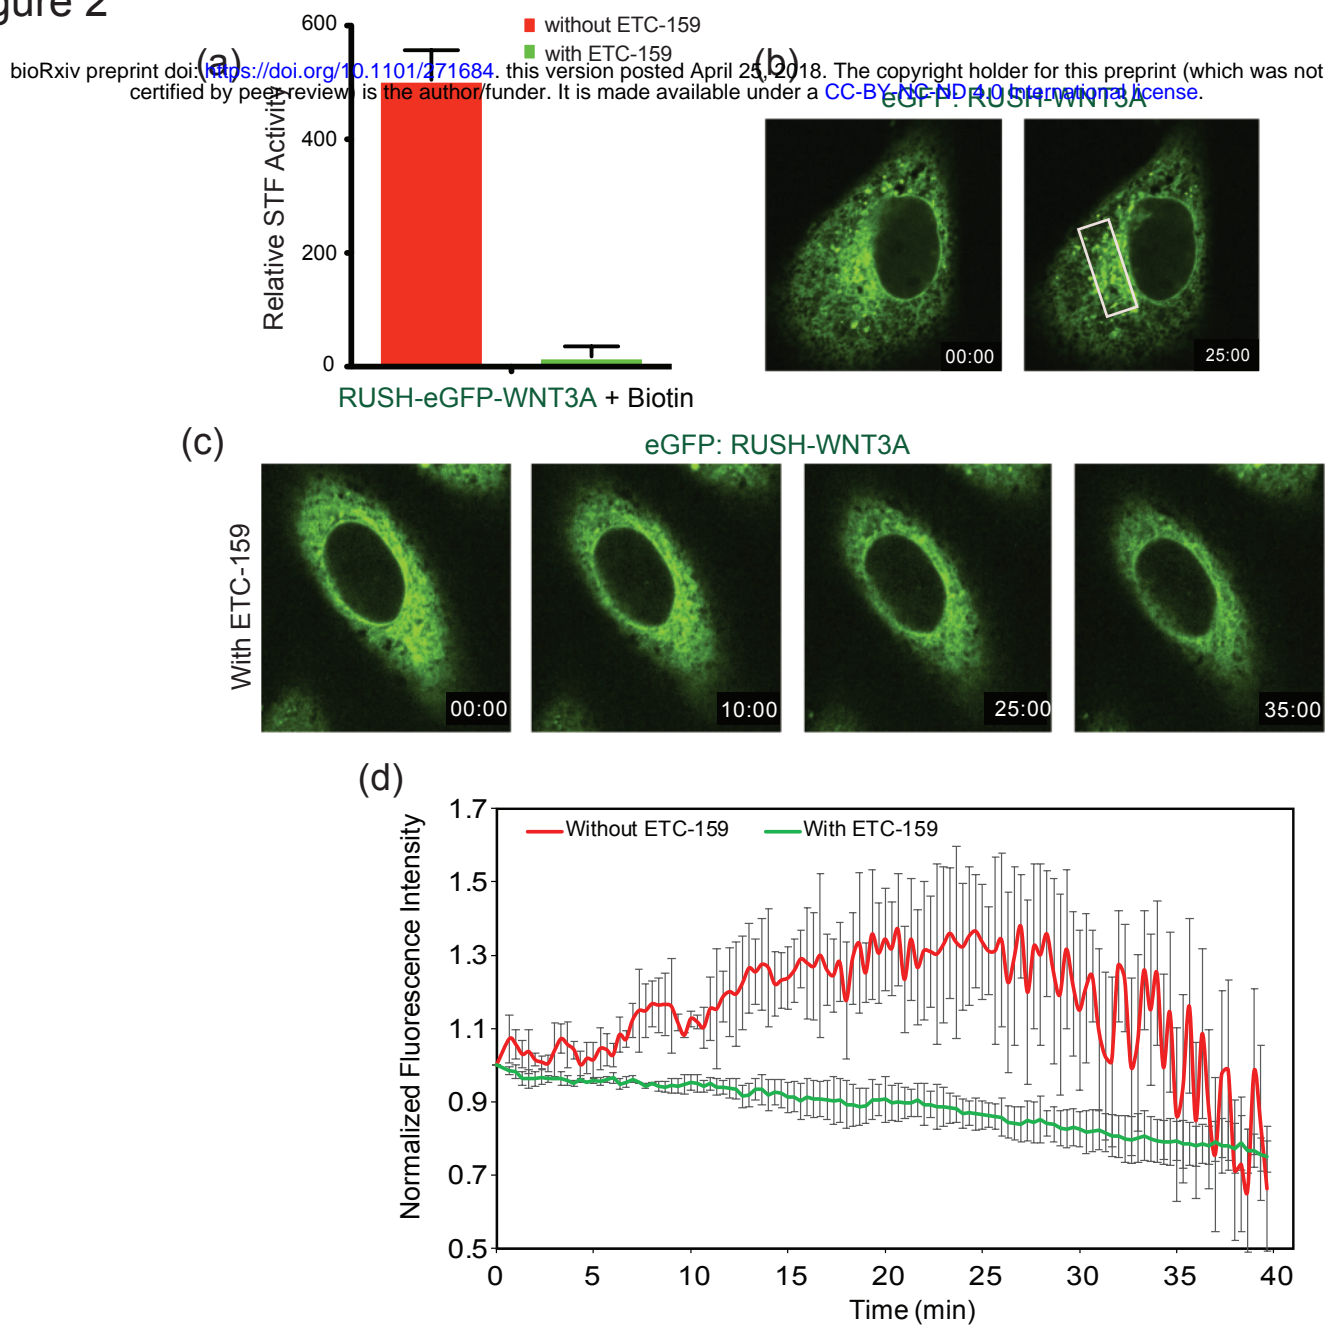 gure 2
600
without ETC-159
with ETC-159
(a)
(b)
bioRxiv preprint doi: https://doi.org/10.1101/271684. this version posted April 25, 2018. The copyright holder for this preprint (which was not
certified by peer review) is the author/funder. It is made available under a CC-BY-NC-ND 4.0 International license.
eGFP: RUSH-WNT3A
Relative STF Activity
400
200
0
RUSH-eGFP-WNT3A + Biotin
00:00
25:00
(c)
eGFP: RUSH-WNT3A
With ETC-159
00:00
10:00
25:00
35:00
(d)
Normalized Fluorescence Intensity
1.7
1.5
1.3
1.1
0.9
0.7
0.5
Without ETC-159
With ETC-159
0 5 10 15 20 25 30 35 40
Time (min)